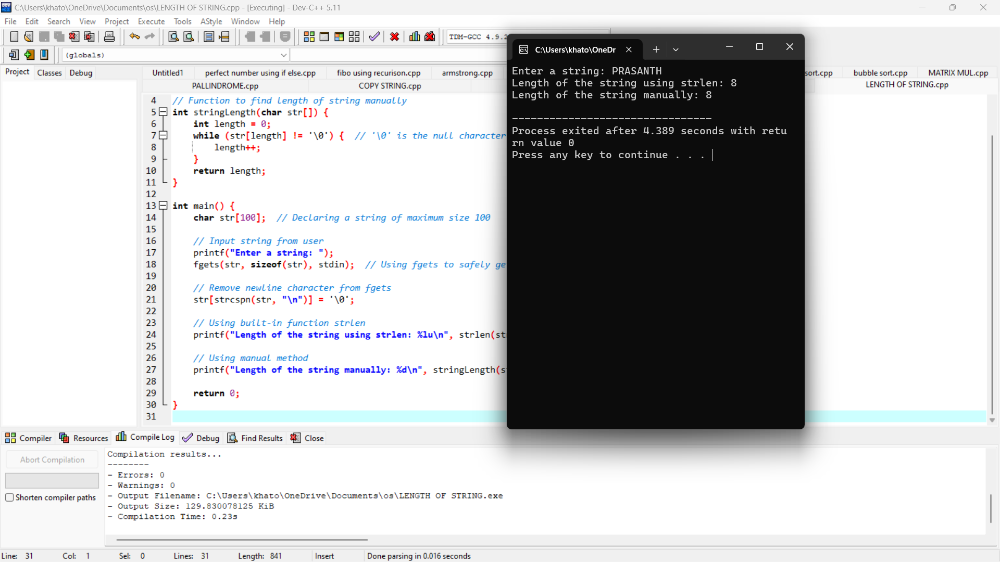 C:\Users\khato\OneDrive\Documents\os\LENGTH OF STRING.cpp - [Executing] - Dev-C++ 5.11
File Edit Search View Project Execute Tools AStyle Window Help
TDM-GCC 4.9.2
(globals)
Project Classes Debug
Untitled1 perfect number using if else.cpp fibo using recurison.cpp armstrong.cpp sort.cpp bubble sort.cpp MATRIX MUL.cpp
PALLINDROME.cpp COPY STRING.cpp LENGTH OF STRING.cpp
4 // Function to find length of string manually
5 int stringLength(char str[]) {
6 int length = 0;
7 while (str[length] != '\0') { // '\0' is the null character
8 length++;
9 }
10 return length;
11 }
12
13 int main() {
14 char str[100]; // Declaring a string of maximum size 100
15
16 // Input string from user
17 printf("Enter a string: ");
18 fgets(str, sizeof(str), stdin); // Using fgets to safely ge
19
20 // Remove newline character from fgets
21 str[strcspn(str, "\n")] = '\0';
22
23 // Using built-in function strlen
24 printf("Length of the string using strlen: %lu\n", strlen(st
25
26 // Using manual method
27 printf("Length of the string manually: %d\n", stringLength(s
28
29 return 0;
30 }
31
C:\Users\khato\OneDr
Enter a string: PRASANTH
Length of the string using strlen: 8
Length of the string manually: 8
--------------------------------
Process exited after 4.389 seconds with retu
rn value 0
Press any key to continue . . .
Compiler Resources Compile Log Debug Find Results Close
Abort Compilation
Shorten compiler paths
Compilation results...
--------
- Errors: 0
- Warnings: 0
- Output Filename: C:\Users\khato\OneDrive\Documents\os\LENGTH OF STRING.exe
- Output Size: 129.830078125 KiB
- Compilation Time: 0.23s
Line: 31 Col: 1 Sel: 0 Lines: 31 Length: 841 Insert Done parsing in 0.016 seconds